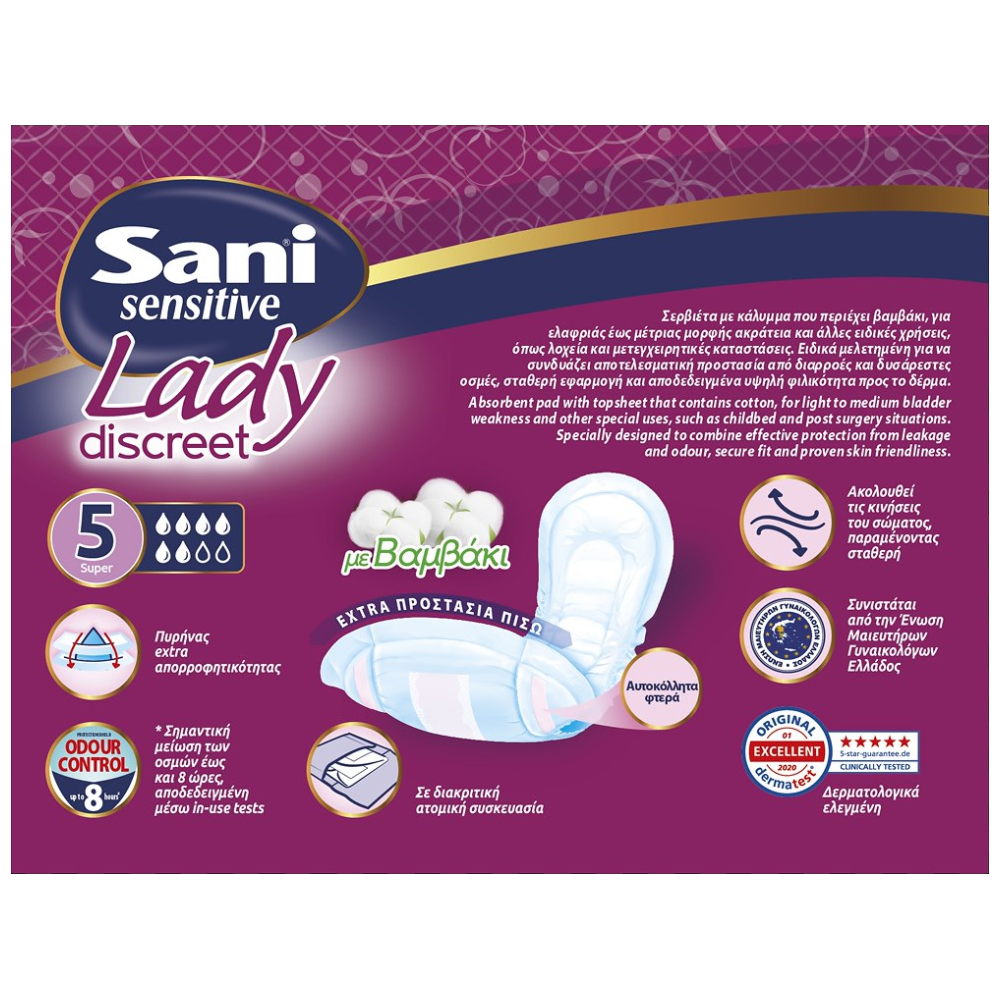 Sani®
sensitive
Lady
discreet
Σερβιέτα με κάλυμμα που περιέχει βαμβάκι, για
ελαφριάς έως μέτριας μορφής ακράτεια και άλλες ειδικές χρήσεις,
όπως λοχεία και μετεγχειρητικές καταστάσεις. Ειδικά μελετημένη για να
συνδυάζει αποτελεσματική προστασία από διαρροές και δυσάρεστες
οσμές, σταθερή εφαρμογή και αποδεδειγμένα υψηλή φιλικότητα προς το δέρμα.
Absorbent pad with topsheet that contains cotton, for light to medium bladder
weakness and other special uses, such as childbed and post surgery situations.
Specially designed to combine effective protection from leakage
and odour, secure fit and proven skin friendliness.
5
Super
με Βαμβάκι
EXTRA ΠΡΟΣΤΑΣΙΑ ΠΙΣΩ
Αυτοκόλλητα
φτερά
Ακολουθεί
τις κινήσεις
του σώματος,
παραμένοντας
σταθερή
Πυρήνας
extra
απορροφητικότητας
ΕΝΩΣΗ ΜΑΙΕΥΤΗΡΩΝ ΓΥΝΑΙΚΟΛΟΓΩΝ ΕΛΛΑΔΟΣ
Συνιστάται
από την Ένωση
Μαιευτήρων
Γυναικολόγων
Ελλάδος
ODOUR
CONTROL
up to 8 hours*
* Σημαντική
μείωση των
οσμών έως
και 8 ώρες,
αποδεδειγμένη
μέσω in-use tests
Σε διακριτική
ατομική συσκευασία
ORIGINAL
01
EXCELLENT
2020
dermatest®
5-star-guarantee.de
CLINICALLY TESTED
Δερματολογικά
ελεγμένη